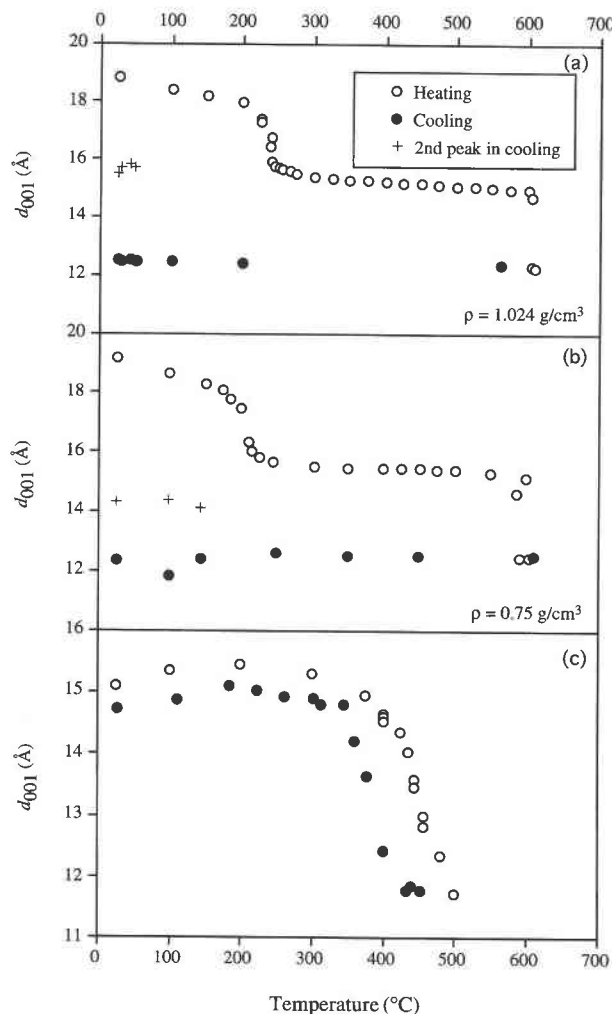 0 100 200 300 400 500 600 700
20
18
16
14
12
20
d001 (Å)
(a)
Heating
Cooling
2nd peak in cooling
ρ = 1.024 g/cm3
18
16
14
12
16
d001 (Å)
(b)
ρ = 0.75 g/cm3
15
14
13
12
11
d001 (Å)
(c)
0 100 200 300 400 500 600 700
Temperature (°C)